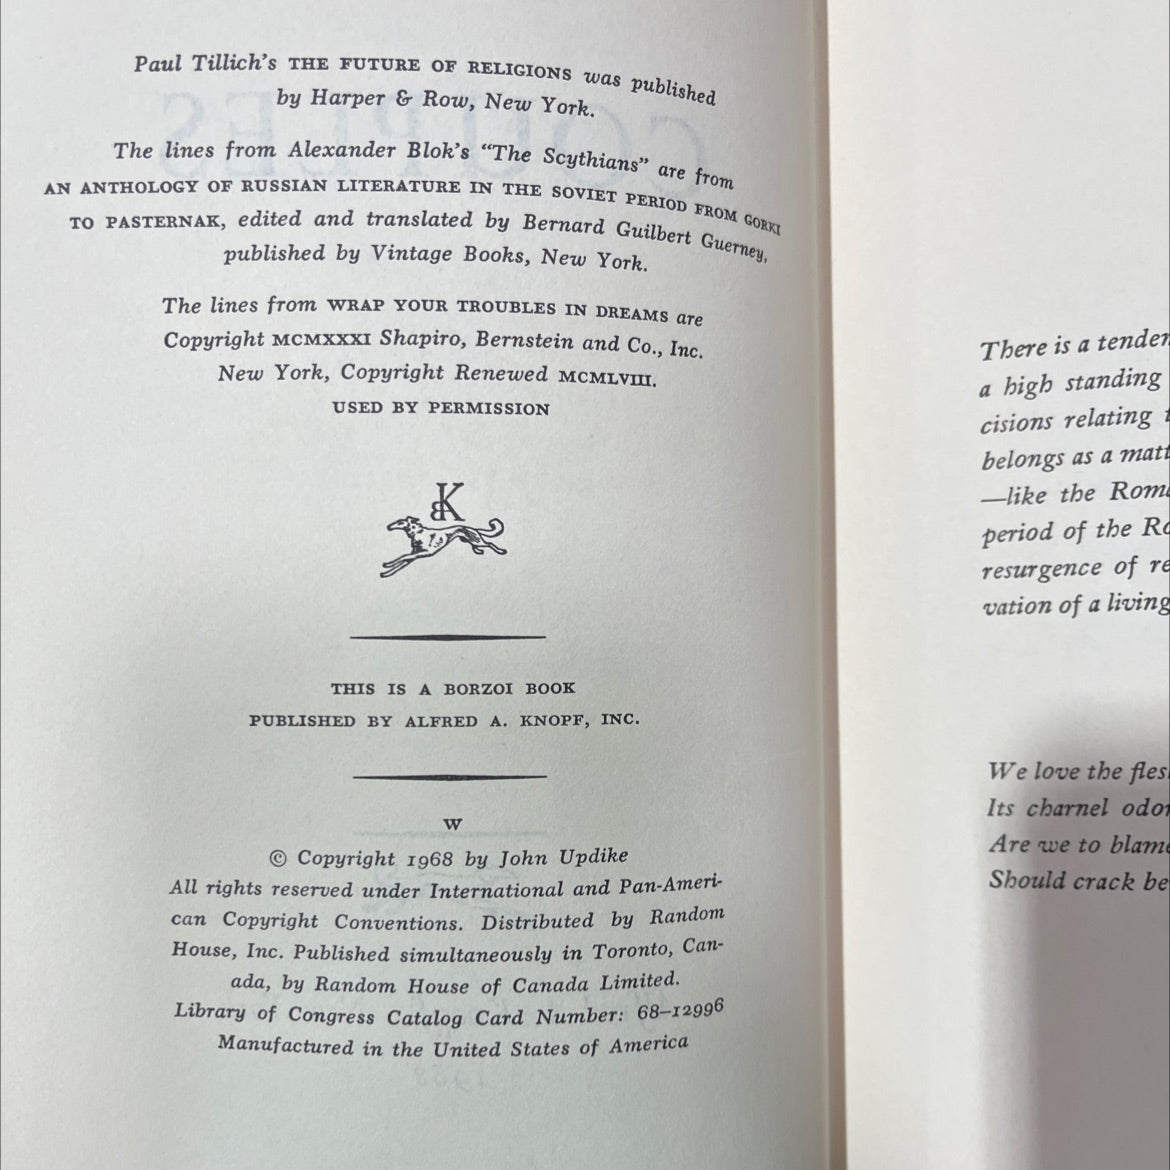 Paul Tillich's THE FUTURE OF RELIGIONS was published
by Harper & Row, New York.
The lines from Alexander Blok's "The Scythians" are from
AN ANTHOLOGY OF RUSSIAN LITERATURE IN THE SOVIET PERIOD FROM GORKI
TO PASTERNAK, edited and translated by Bernard Guilbert Guerney,
published by Vintage Books, New York.
The lines from WRAP YOUR TROUBLES IN DREAMS are
Copyright MCMXXXI Shapiro, Bernstein and Co., Inc.
New York, Copyright Renewed MCMLVIII.
USED BY PERMISSION
BK
THIS IS A BORZOI BOOK
PUBLISHED BY ALFRED A. KNOPF, INC.
W
© Copyright 1968 by John Updike
All rights reserved under International and Pan-Ameri-
can Copyright Conventions. Distributed by Random
House, Inc. Published simultaneously in Toronto, Can-
ada, by Random House of Canada Limited.
Library of Congress Catalog Card Number: 68-12996
Manufactured in the United States of America
There is a tenden
a high standing
cisions relating t
belongs as a matt
—like the Roma
period of the Ro
resurgence of re
vation of a living
We love the fles
Its charnel odor
Are we to blame
Should crack be